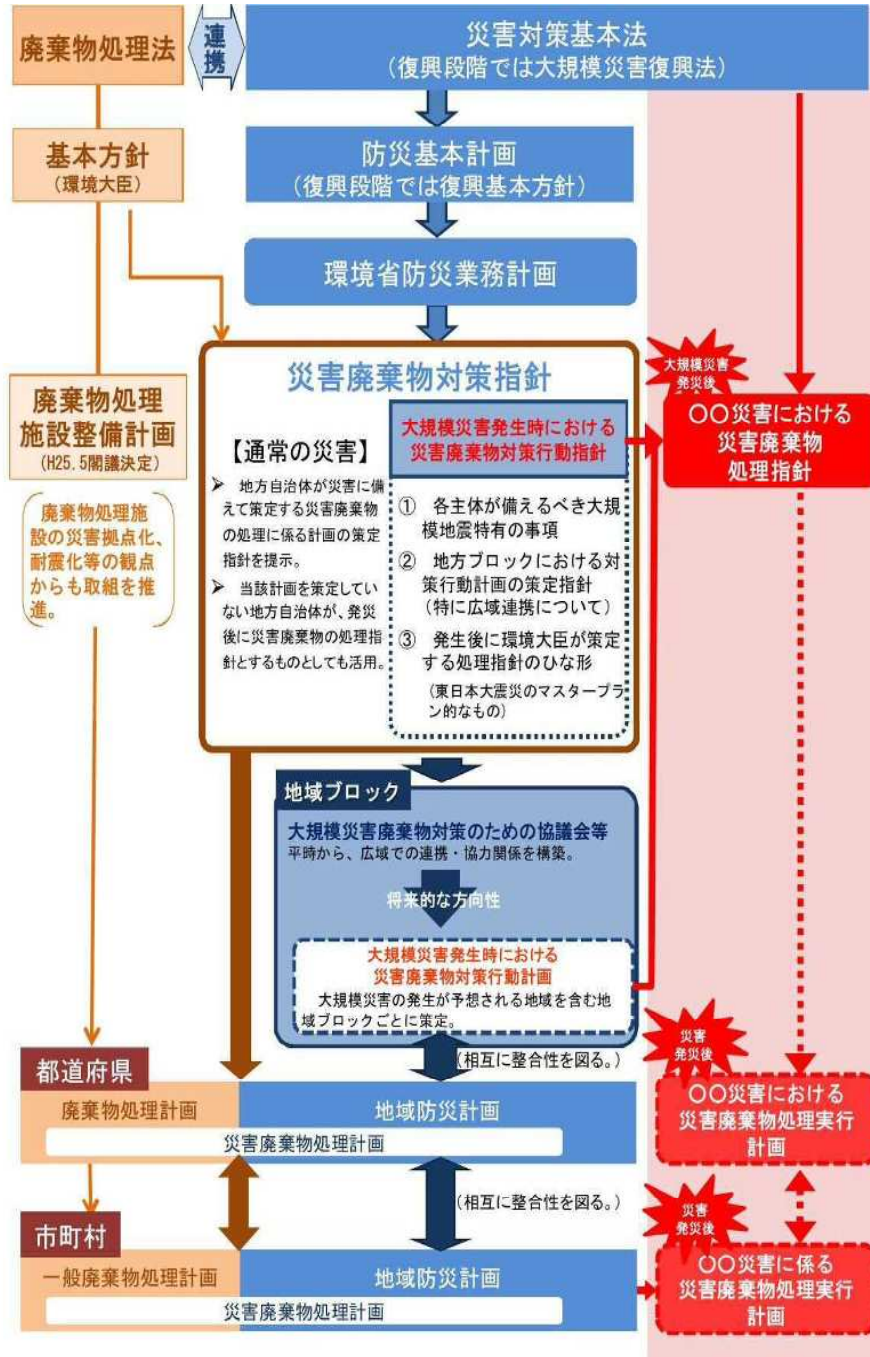 廃棄物処理法
連携
災害対策基本法
(復興段階では大規模災害復興法)
基本方針
(環境大臣)
防災基本計画
(復興段階では復興基本方針)
環境省防災業務計画
災害廃棄物対策指針
廃棄物処理
施設整備計画
(H25.5閣議決定)
廃棄物処理施
設の災害拠点化、
耐震化等の観点
からも取組を推
進。
【通常の災害】
➢ 地方自治体が災害に備
えて策定する災害廃棄物
の処理に係る計画の策定
指針を提示。
➢ 当該計画を策定してい
ない地方自治体が、発災
後に災害廃棄物の処理指
針とするものとしても活用。
大規模災害発生時における
災害廃棄物対策行動指針
① 各主体が備えるべき大規
模地震特有の事項
② 地方ブロックにおける対
策行動計画の策定指針
(特に広域連携について)
③ 発生後に環境大臣が策定
する処理指針のひな形
(東日本大震災のマスタープラ
ン的なもの)
大規模災害
発災後
〇〇災害における
災害廃棄物
処理指針
地域ブロック
大規模災害廃棄物対策のための協議会等
平時から、広域での連携・協力関係を構築。
将来的な方向性
大規模災害発生時における
災害廃棄物対策行動計画
大規模災害の発生が予想される地域を含む地
域ブロックごとに策定。
(相互に整合性を図る。)
都道府県
廃棄物処理計画
地域防災計画
災害廃棄物処理計画
災害
発災後
〇〇災害における
災害廃棄物処理実行
計画
(相互に整合性を図る。)
市町村
一般廃棄物処理計画
地域防災計画
災害廃棄物処理計画
災害
発災後
〇〇災害に係る
災害廃棄物処理実行
計画